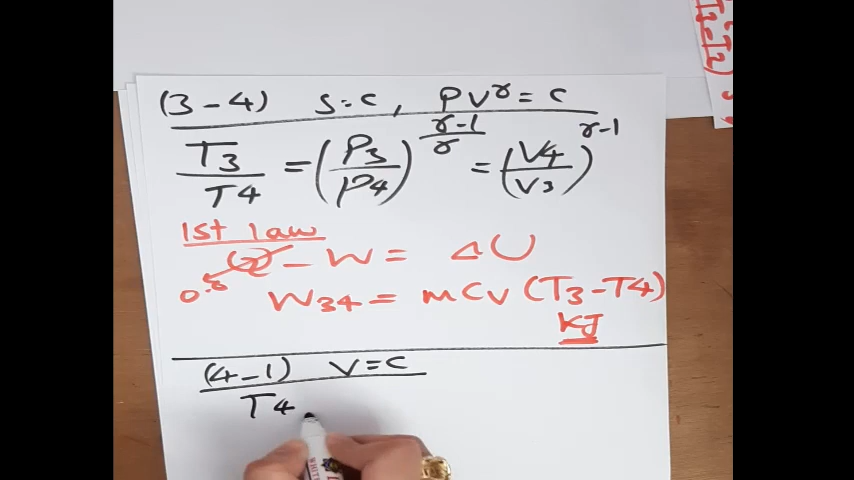 (3-4) S=C, PV^γ = C
T3/T4 = (P3/P4)^(γ-1)/γ = (V4/V3)^γ-1
1st law
Q - W = ΔU
0.0
W34 = mCv (T3-T4)
KJ
(4-1) V=C
T4